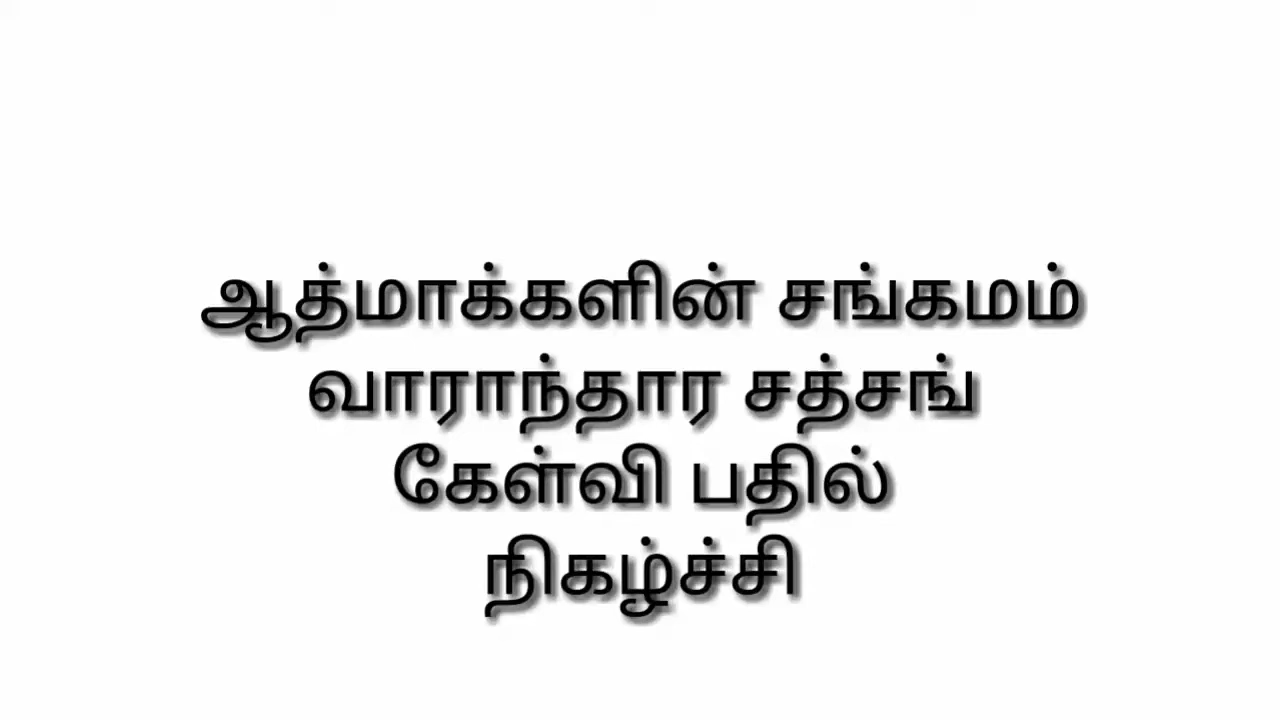 ஆத்மாக்களின் சங்கமம்
வாராந்தார சத்சங்
கேள்வி பதில்
நிகழ்ச்சி